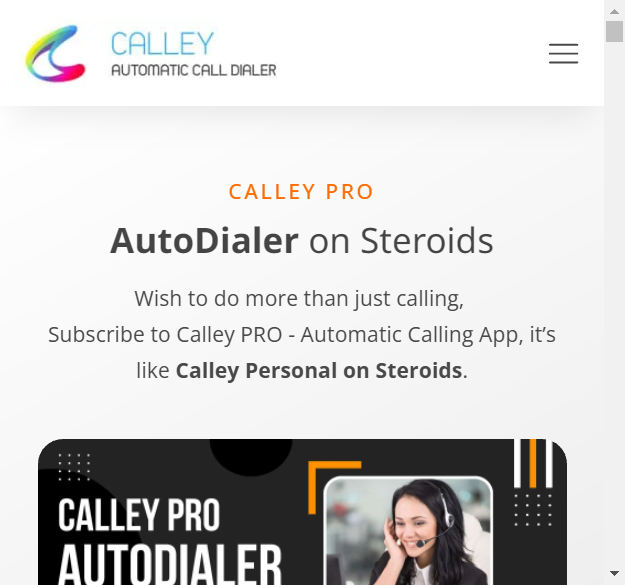 CALLEY
AUTOMATIC CALL DIALER
CALLEY PRO
AutoDialer on Steroids
Wish to do more than just calling,
Subscribe to Calley PRO - Automatic Calling App, it’s
like Calley Personal on Steroids.
CALLEY PRO
AUTODIALER